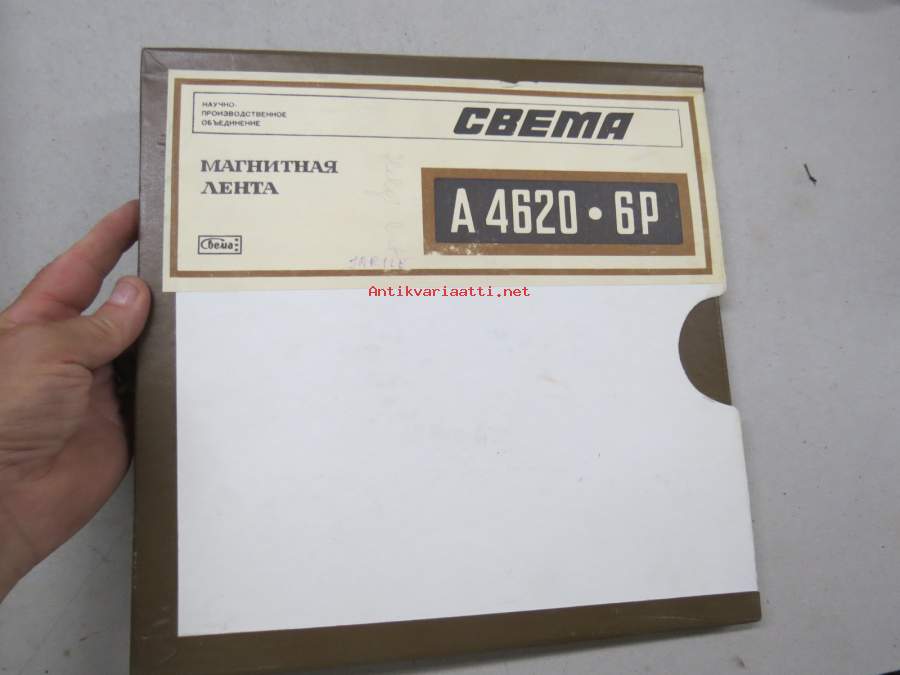 НАУЧНО-
ПРОИЗВОДСТВЕННОЕ
ОБЪЕДИНЕНИЕ
СВЕМА
МАГНИТНАЯ
ЛЕНТА
А 4620 • 6Р
Свема
Antikvariaatti.net